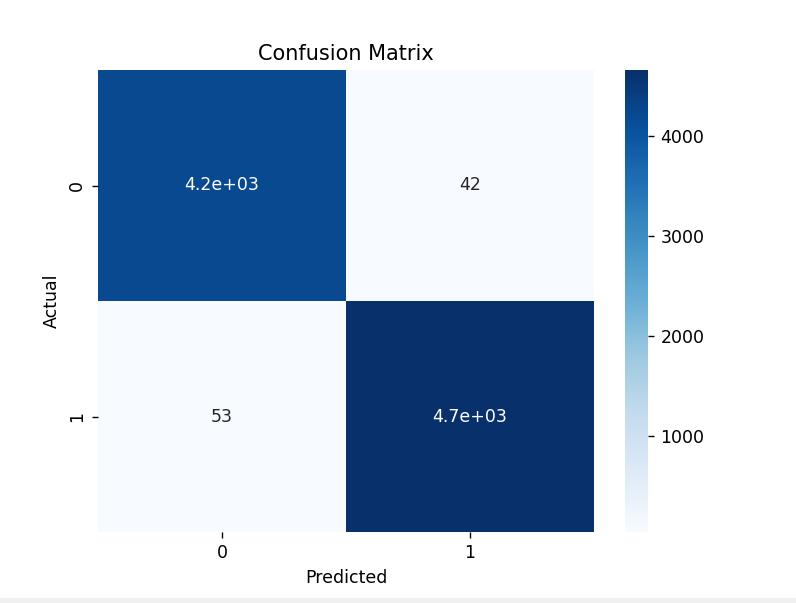 Confusion Matrix
Actual
0
4.2e+03
42
1
53
4.7e+03
0
1
Predicted
4000
3000
2000
1000